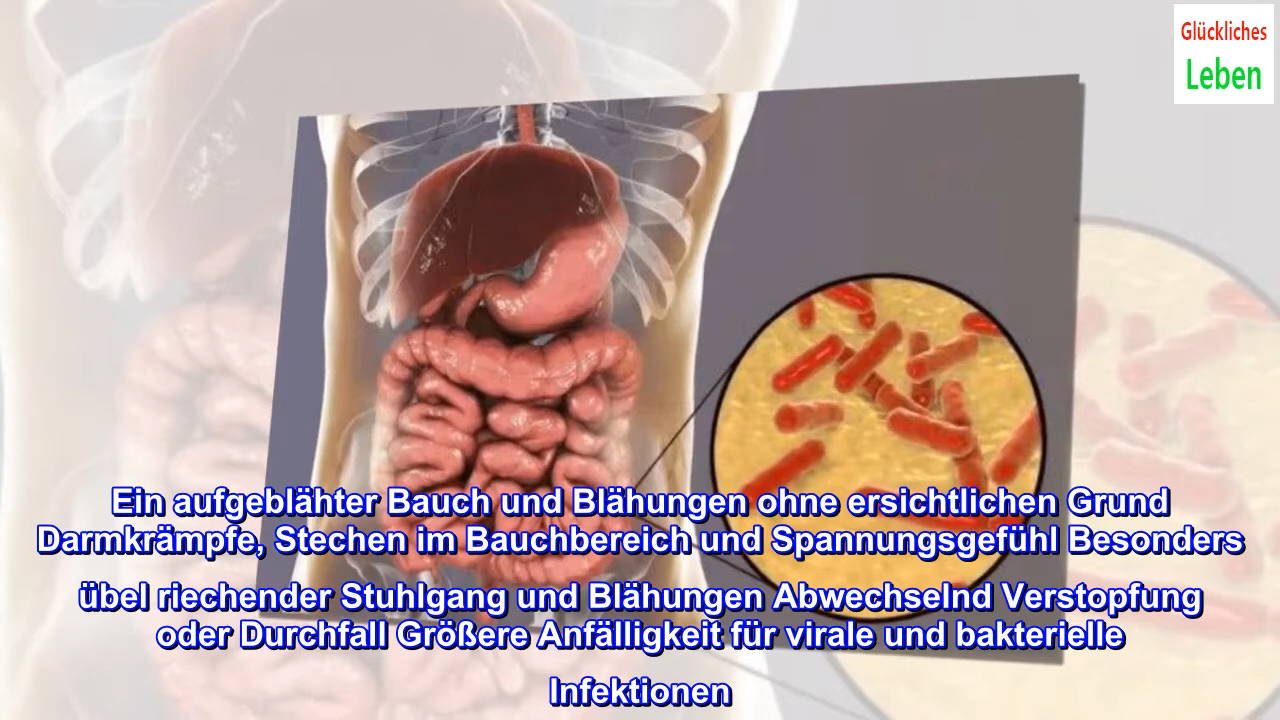 Glückliches
Leben
Ein aufgeblähter Bauch und Blähungen ohne ersichtlichen Grund
Darmkrämpfe, Stechen im Bauchbereich und Spannungsgefühl Besonders
übel riechender Stuhlgang und Blähungen Abwechselnd Verstopfung
oder Durchfall Größere Anfälligkeit für virale und bakterielle
Infektionen